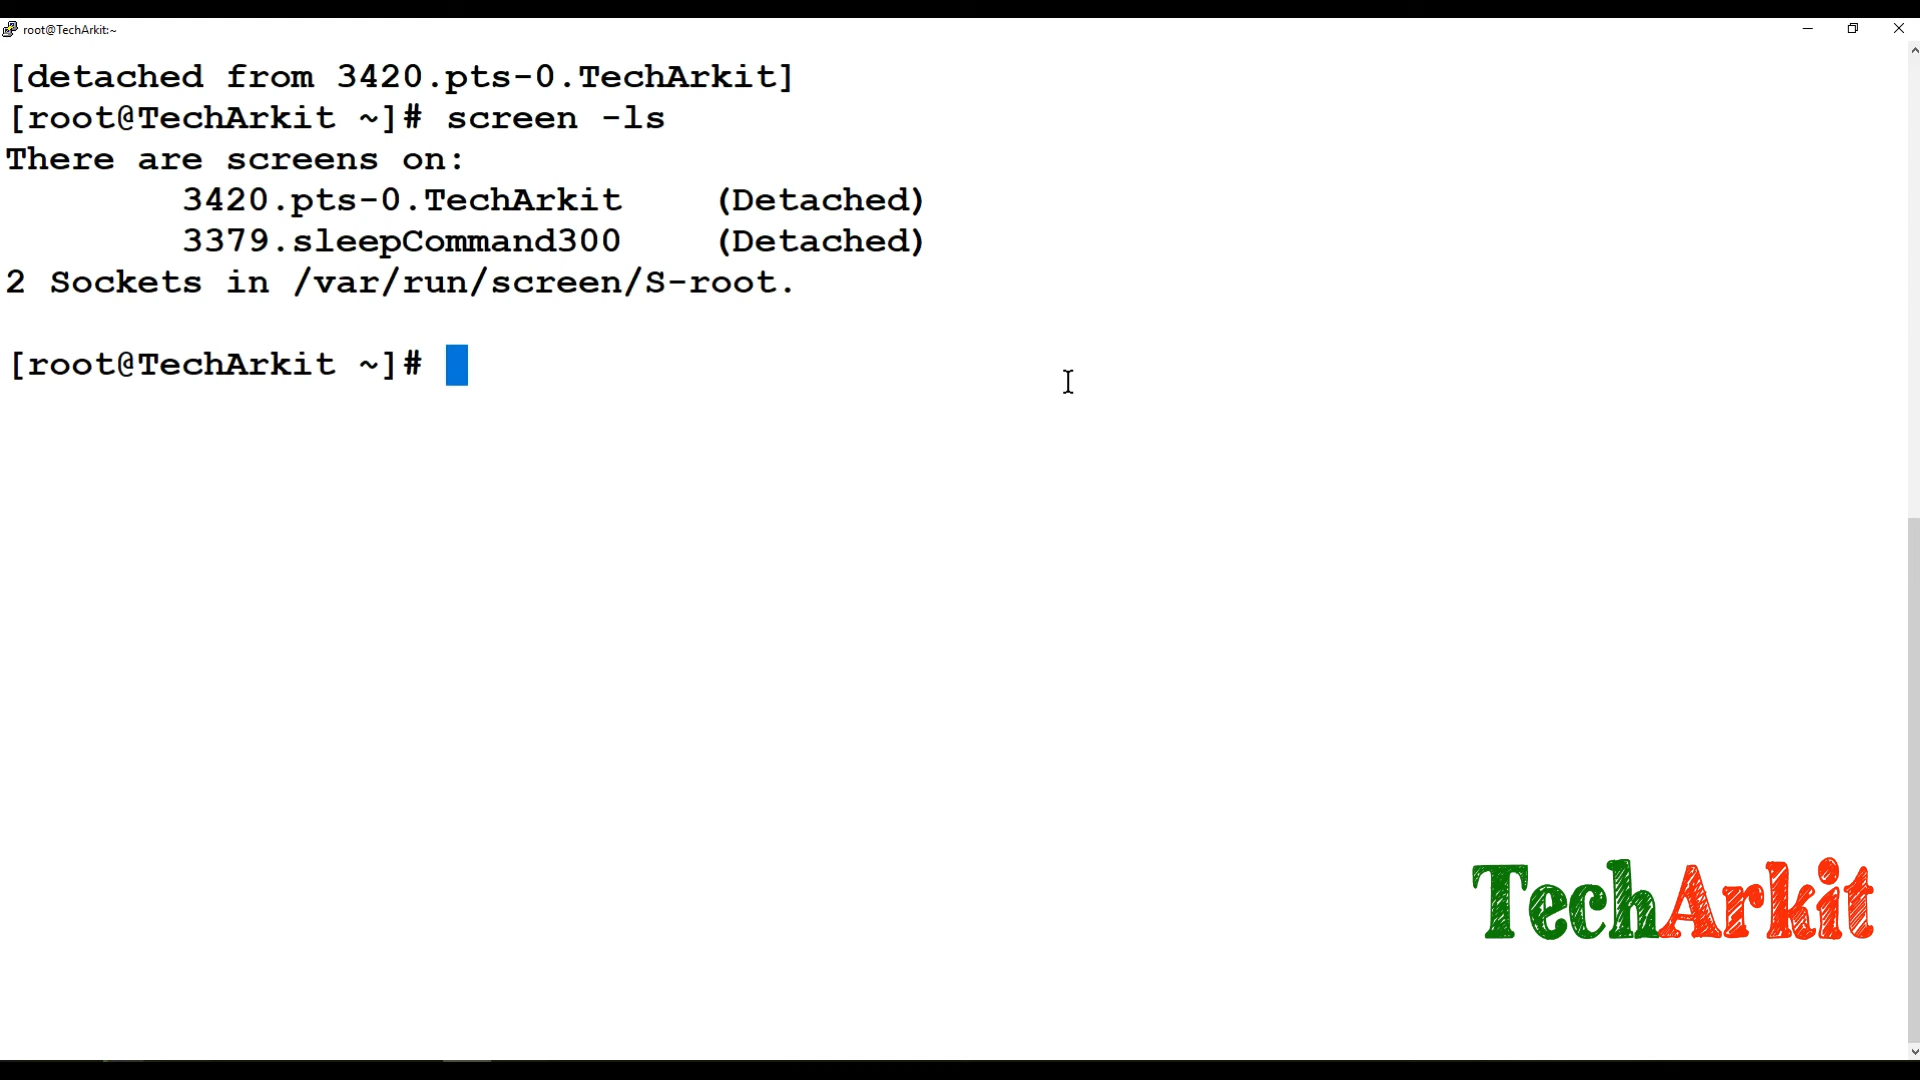 root@TechArkit:~
[detached from 3420.pts-0.TechArkit]
[root@TechArkit ~]# screen -ls
There are screens on:
        3420.pts-0.TechArkit    (Detached)
        3379.sleepCommand300    (Detached)
2 Sockets in /var/run/screen/S-root.
[root@TechArkit ~]#
TechArkit